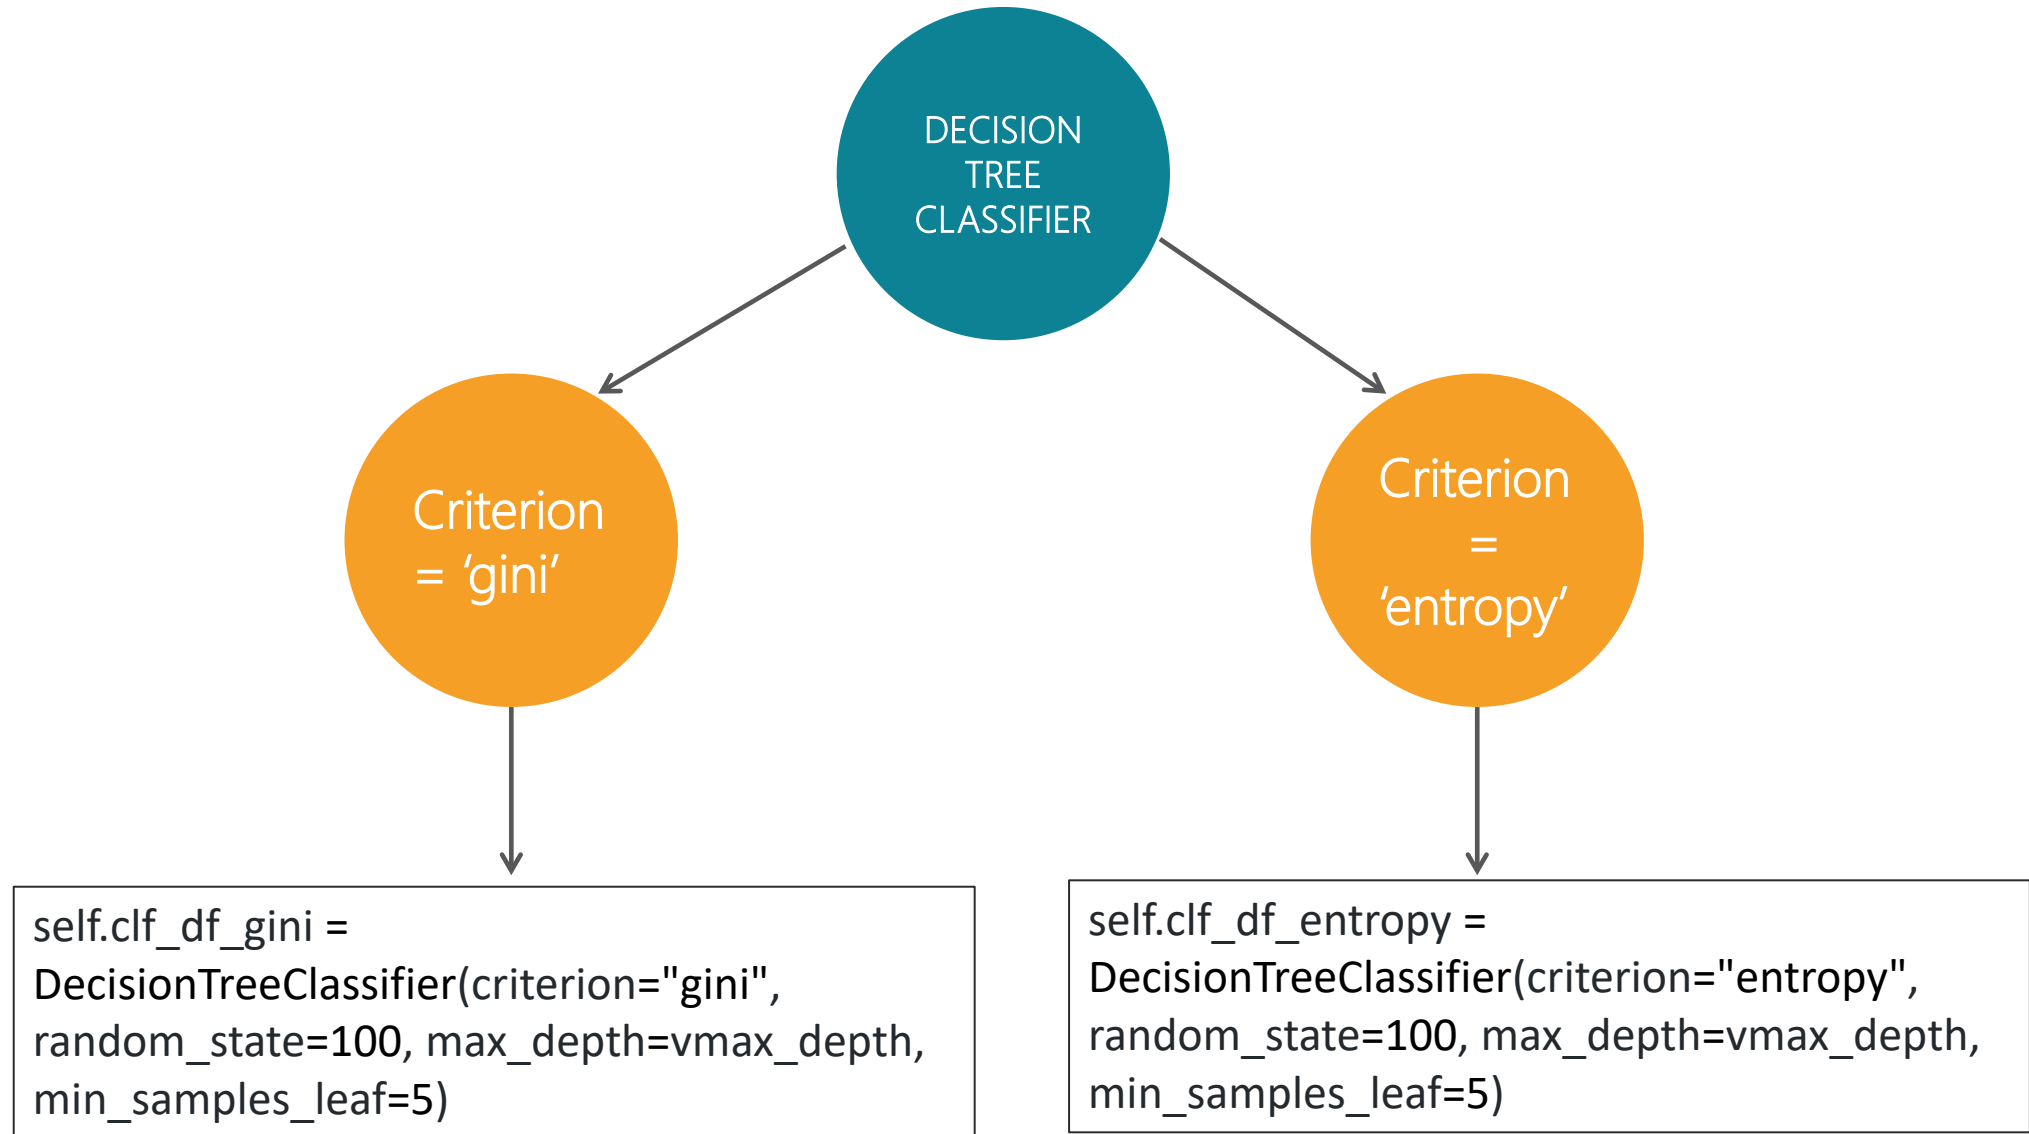 DECISION
TREE
CLASSIFIER
Criterion
= ‘gini’
Criterion
=
‘entropy’
self.clf_df_gini =
DecisionTreeClassifier(criterion="gini",
random_state=100, max_depth=vmax_depth,
min_samples_leaf=5)
self.clf_df_entropy =
DecisionTreeClassifier(criterion="entropy",
random_state=100, max_depth=vmax_depth,
min_samples_leaf=5)